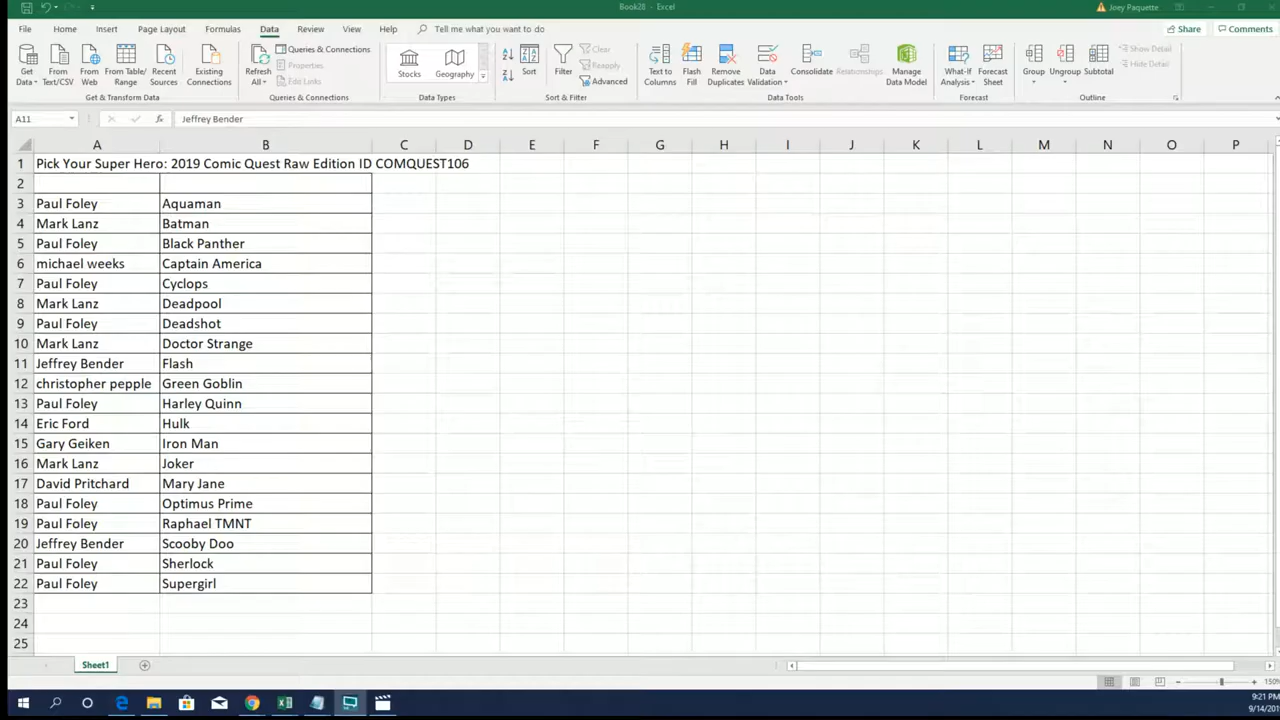 Book28 - Excel
Joey Paquette
File Home Insert Page Layout Formulas Data Review View Help Tell me what you want to do Share Comments
Get Data From Text/CSV From Web From Table/ Range Recent Sources Existing Connections
Get & Transform Data
Refresh All Queries & Connections Properties Edit Links
Queries & Connections
Stocks Geography
Data Types
Sort Filter Clear Reapply Advanced
Sort & Filter
Text to Columns Flash Fill Remove Duplicates Data Validation Consolidate Relationships Manage Data Model
Data Tools
What-If Analysis Forecast Sheet
Forecast
Group Ungroup Subtotal Show Detail Hide Detail
Outline
A11 fx Jeffrey Bender
A B C D E F G H I J K L M N O P
1 Pick Your Super Hero: 2019 Comic Quest Raw Edition ID COMQUEST106
2
3 Paul Foley Aquaman
4 Mark Lanz Batman
5 Paul Foley Black Panther
6 michael weeks Captain America
7 Paul Foley Cyclops
8 Mark Lanz Deadpool
9 Paul Foley Deadshot
10 Mark Lanz Doctor Strange
11 Jeffrey Bender Flash
12 christopher pepple Green Goblin
13 Paul Foley Harley Quinn
14 Eric Ford Hulk
15 Gary Geiken Iron Man
16 Mark Lanz Joker
17 David Pritchard Mary Jane
18 Paul Foley Optimus Prime
19 Paul Foley Raphael TMNT
20 Jeffrey Bender Scooby Doo
21 Paul Foley Sherlock
22 Paul Foley Supergirl
23
24
25
Sheet1
150%
9:21 PM
9/14/2019